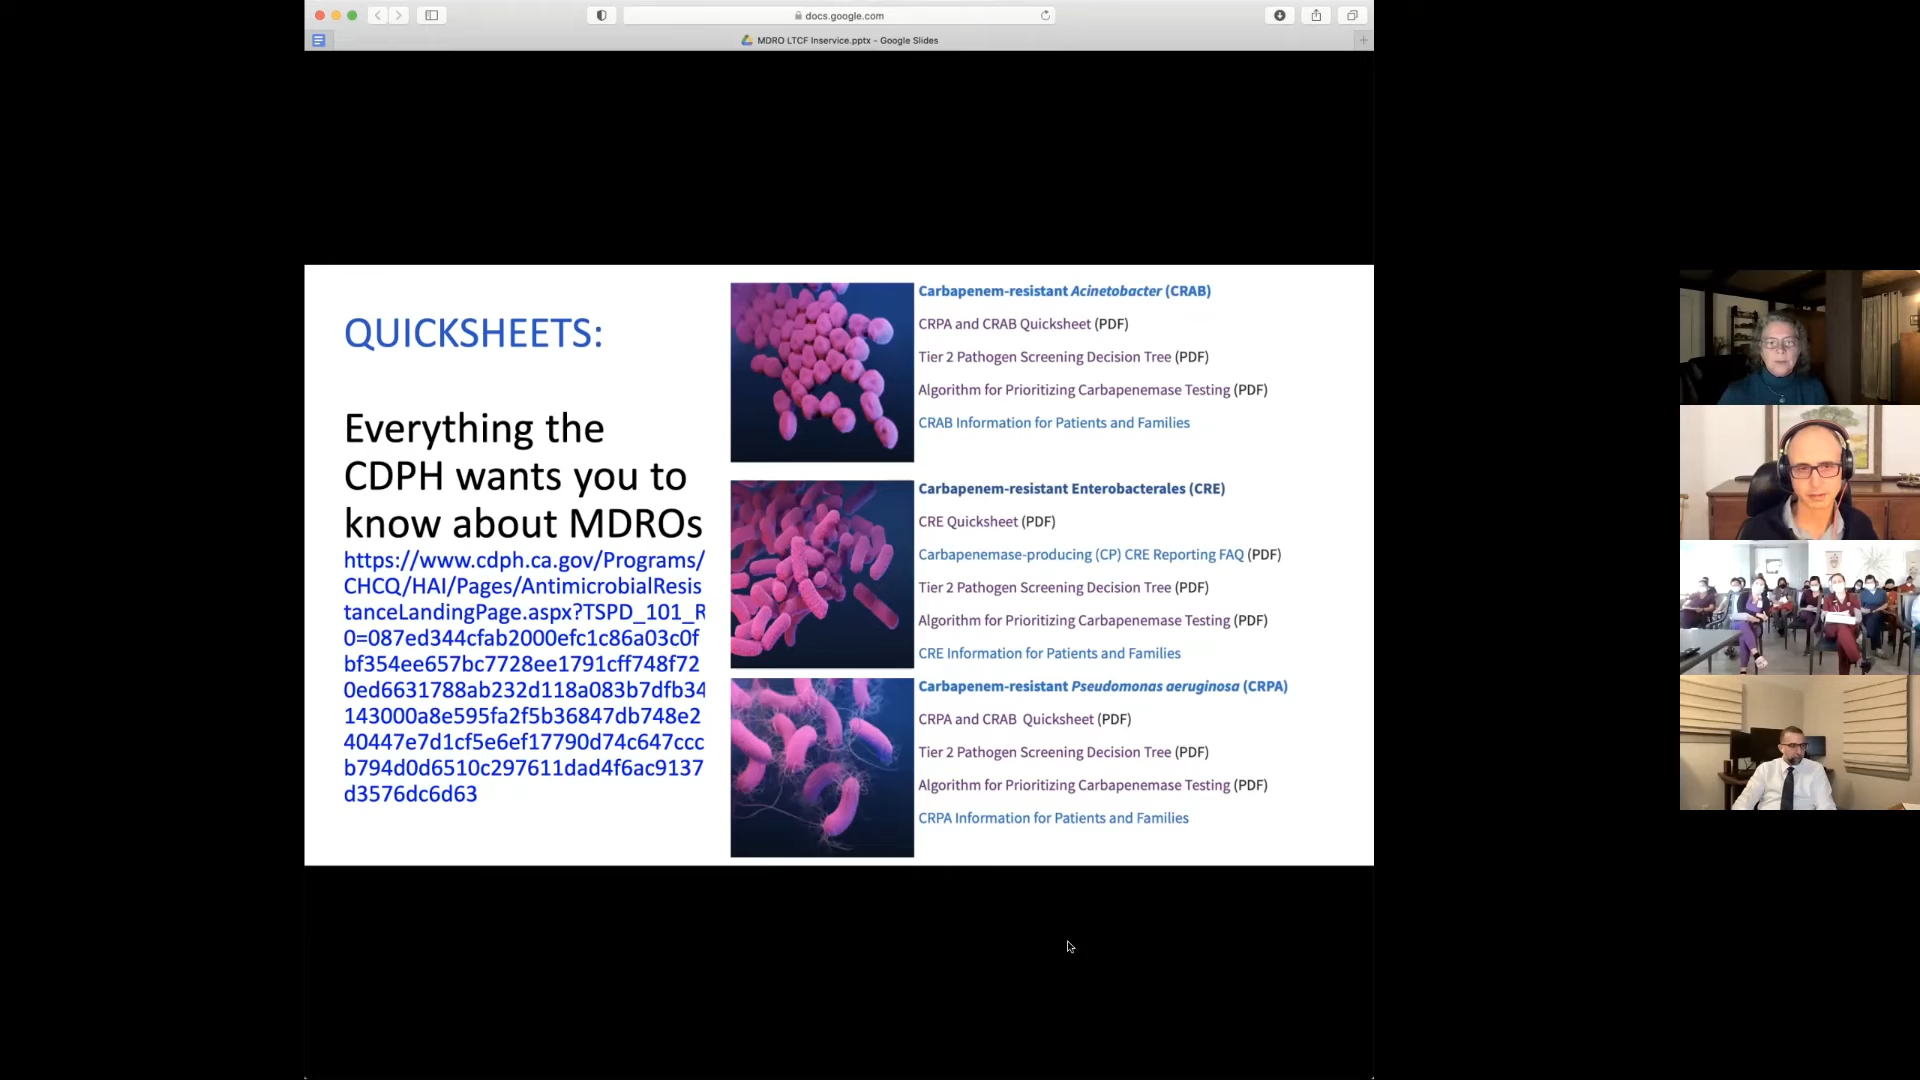 docs.google.com
MDRO LTCF Inservice.pptx - Google Slides
QUICKSHEETS:
Everything the
CDPH wants you to
know about MDROs
https://www.cdph.ca.gov/Programs/
CHCQ/HAI/Pages/AntimicrobialResis
tanceLandingPage.aspx?TSPD_101_R
0=087ed344cfab2000efc1c86a03c0f
bf354ee657bc7728ee1791cff748f72
0ed6631788ab232d118a083b7dfb34
143000a8e595fa2f5b36847db748e2
40447e7d1cf5e6ef17790d74c647ccc
b794d0d6510c297611dad4f6ac9137
d3576dc6d63
Carbapenem-resistant Acinetobacter (CRAB)
CRPA and CRAB Quicksheet (PDF)
Tier 2 Pathogen Screening Decision Tree (PDF)
Algorithm for Prioritizing Carbapenemase Testing (PDF)
CRAB Information for Patients and Families
Carbapenem-resistant Enterobacterales (CRE)
CRE Quicksheet (PDF)
Carbapenemase-producing (CP) CRE Reporting FAQ (PDF)
Tier 2 Pathogen Screening Decision Tree (PDF)
Algorithm for Prioritizing Carbapenemase Testing (PDF)
CRE Information for Patients and Families
Carbapenem-resistant Pseudomonas aeruginosa (CRPA)
CRPA and CRAB Quicksheet (PDF)
Tier 2 Pathogen Screening Decision Tree (PDF)
Algorithm for Prioritizing Carbapenemase Testing (PDF)
CRPA Information for Patients and Families